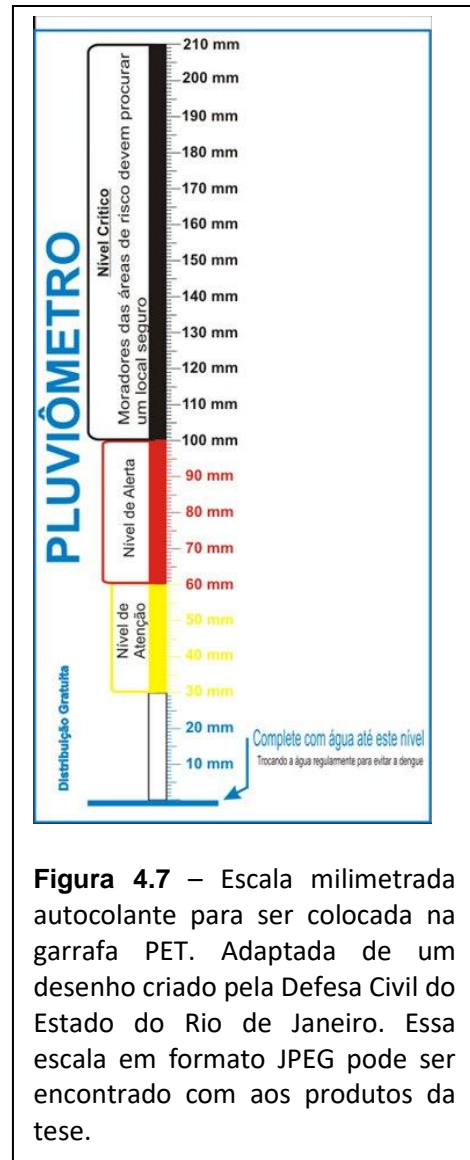 PLUVIÔMETRO
Distribuição Gratuita
Nível Crítico
Moradores das áreas de risco devem procurar
um local seguro
Nível de Alerta
Nível de
Atenção
210 mm
200 mm
190 mm
180 mm
170 mm
160 mm
150 mm
140 mm
130 mm
120 mm
110 mm
100 mm
90 mm
80 mm
70 mm
60 mm
50 mm
40 mm
30 mm
20 mm
10 mm
Complete com água até este nível
Trocando a água regularmente para evitar a dengue
Figura 4.7 – Escala milimetrada
autocolante para ser colocada na
garrafa PET. Adaptada de um
desenho criado pela Defesa Civil do
Estado do Rio de Janeiro. Essa
escala em formato JPEG pode ser
encontrado com aos produtos da
tese.